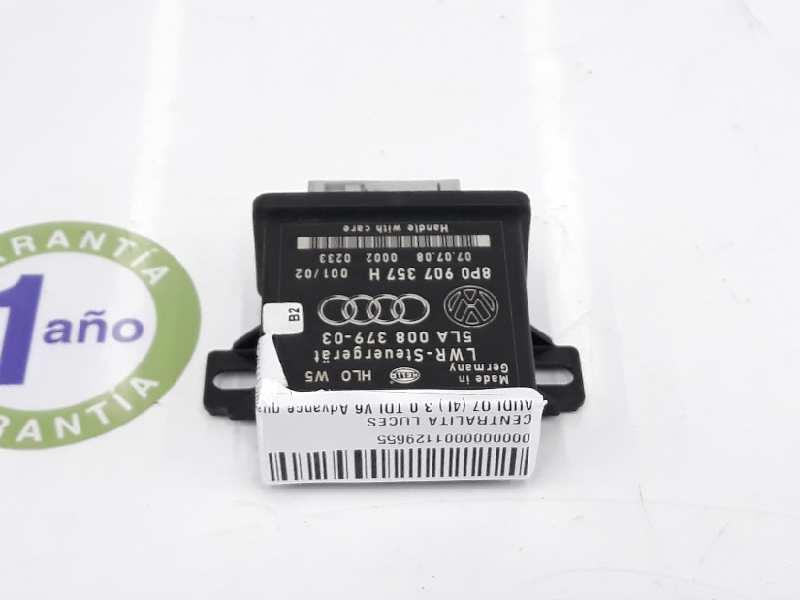 GARANTÍA
1 año
GARANTÍA
D00000000001129655
CENTRALITA LUCES
AUDI Q7 (4L) 3.0 TDI V6 Advance qua
Made in
Germany
HELLA
HLO W5
LWR-Steuergerät
5LA 008 379-03
B2
8P0 907 357 H
001/02
07.07.08 0002 0233
Handle with care